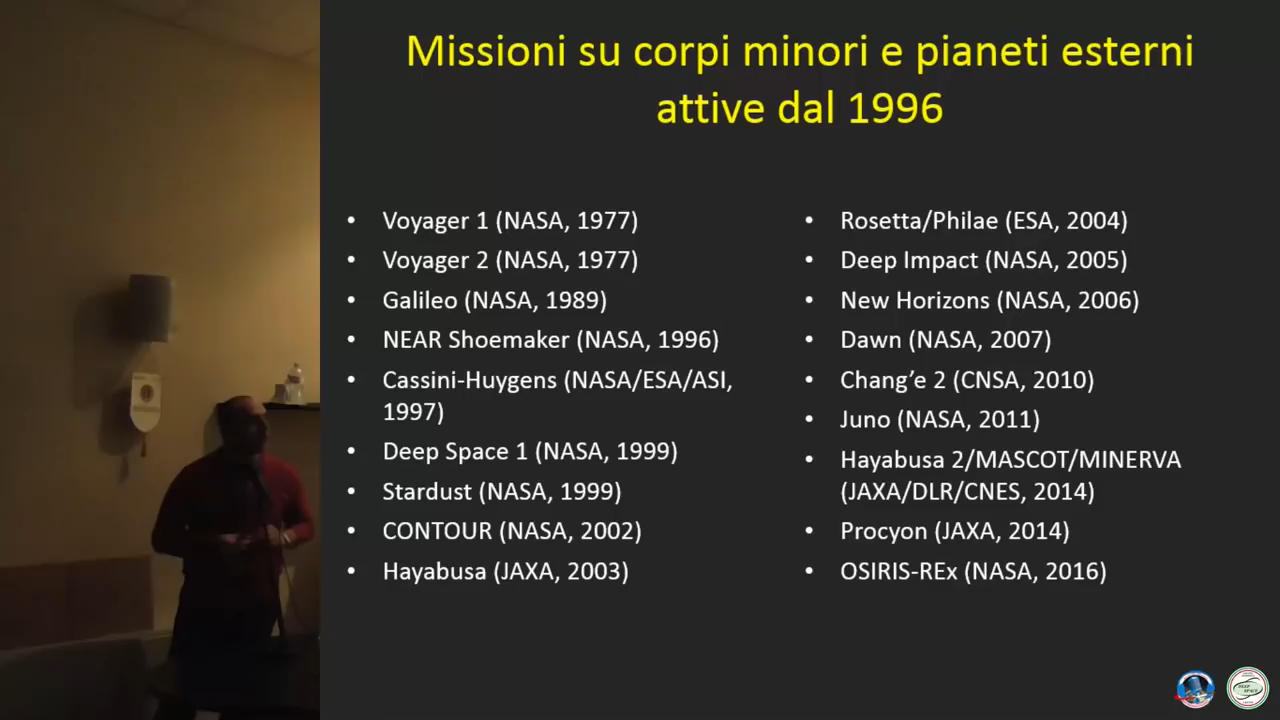 Missioni su corpi minori e pianeti esterni
attive dal 1996
• Voyager 1 (NASA, 1977)
• Voyager 2 (NASA, 1977)
• Galileo (NASA, 1989)
• NEAR Shoemaker (NASA, 1996)
• Cassini-Huygens (NASA/ESA/ASI,
1997)
• Deep Space 1 (NASA, 1999)
• Stardust (NASA, 1999)
• CONTOUR (NASA, 2002)
• Hayabusa (JAXA, 2003)
• Rosetta/Philae (ESA, 2004)
• Deep Impact (NASA, 2005)
• New Horizons (NASA, 2006)
• Dawn (NASA, 2007)
• Chang’e 2 (CNSA, 2010)
• Juno (NASA, 2011)
• Hayabusa 2/MASCOT/MINERVA
(JAXA/DLR/CNES, 2014)
• Procyon (JAXA, 2014)
• OSIRIS-REx (NASA, 2016)
DEEP
SPACE